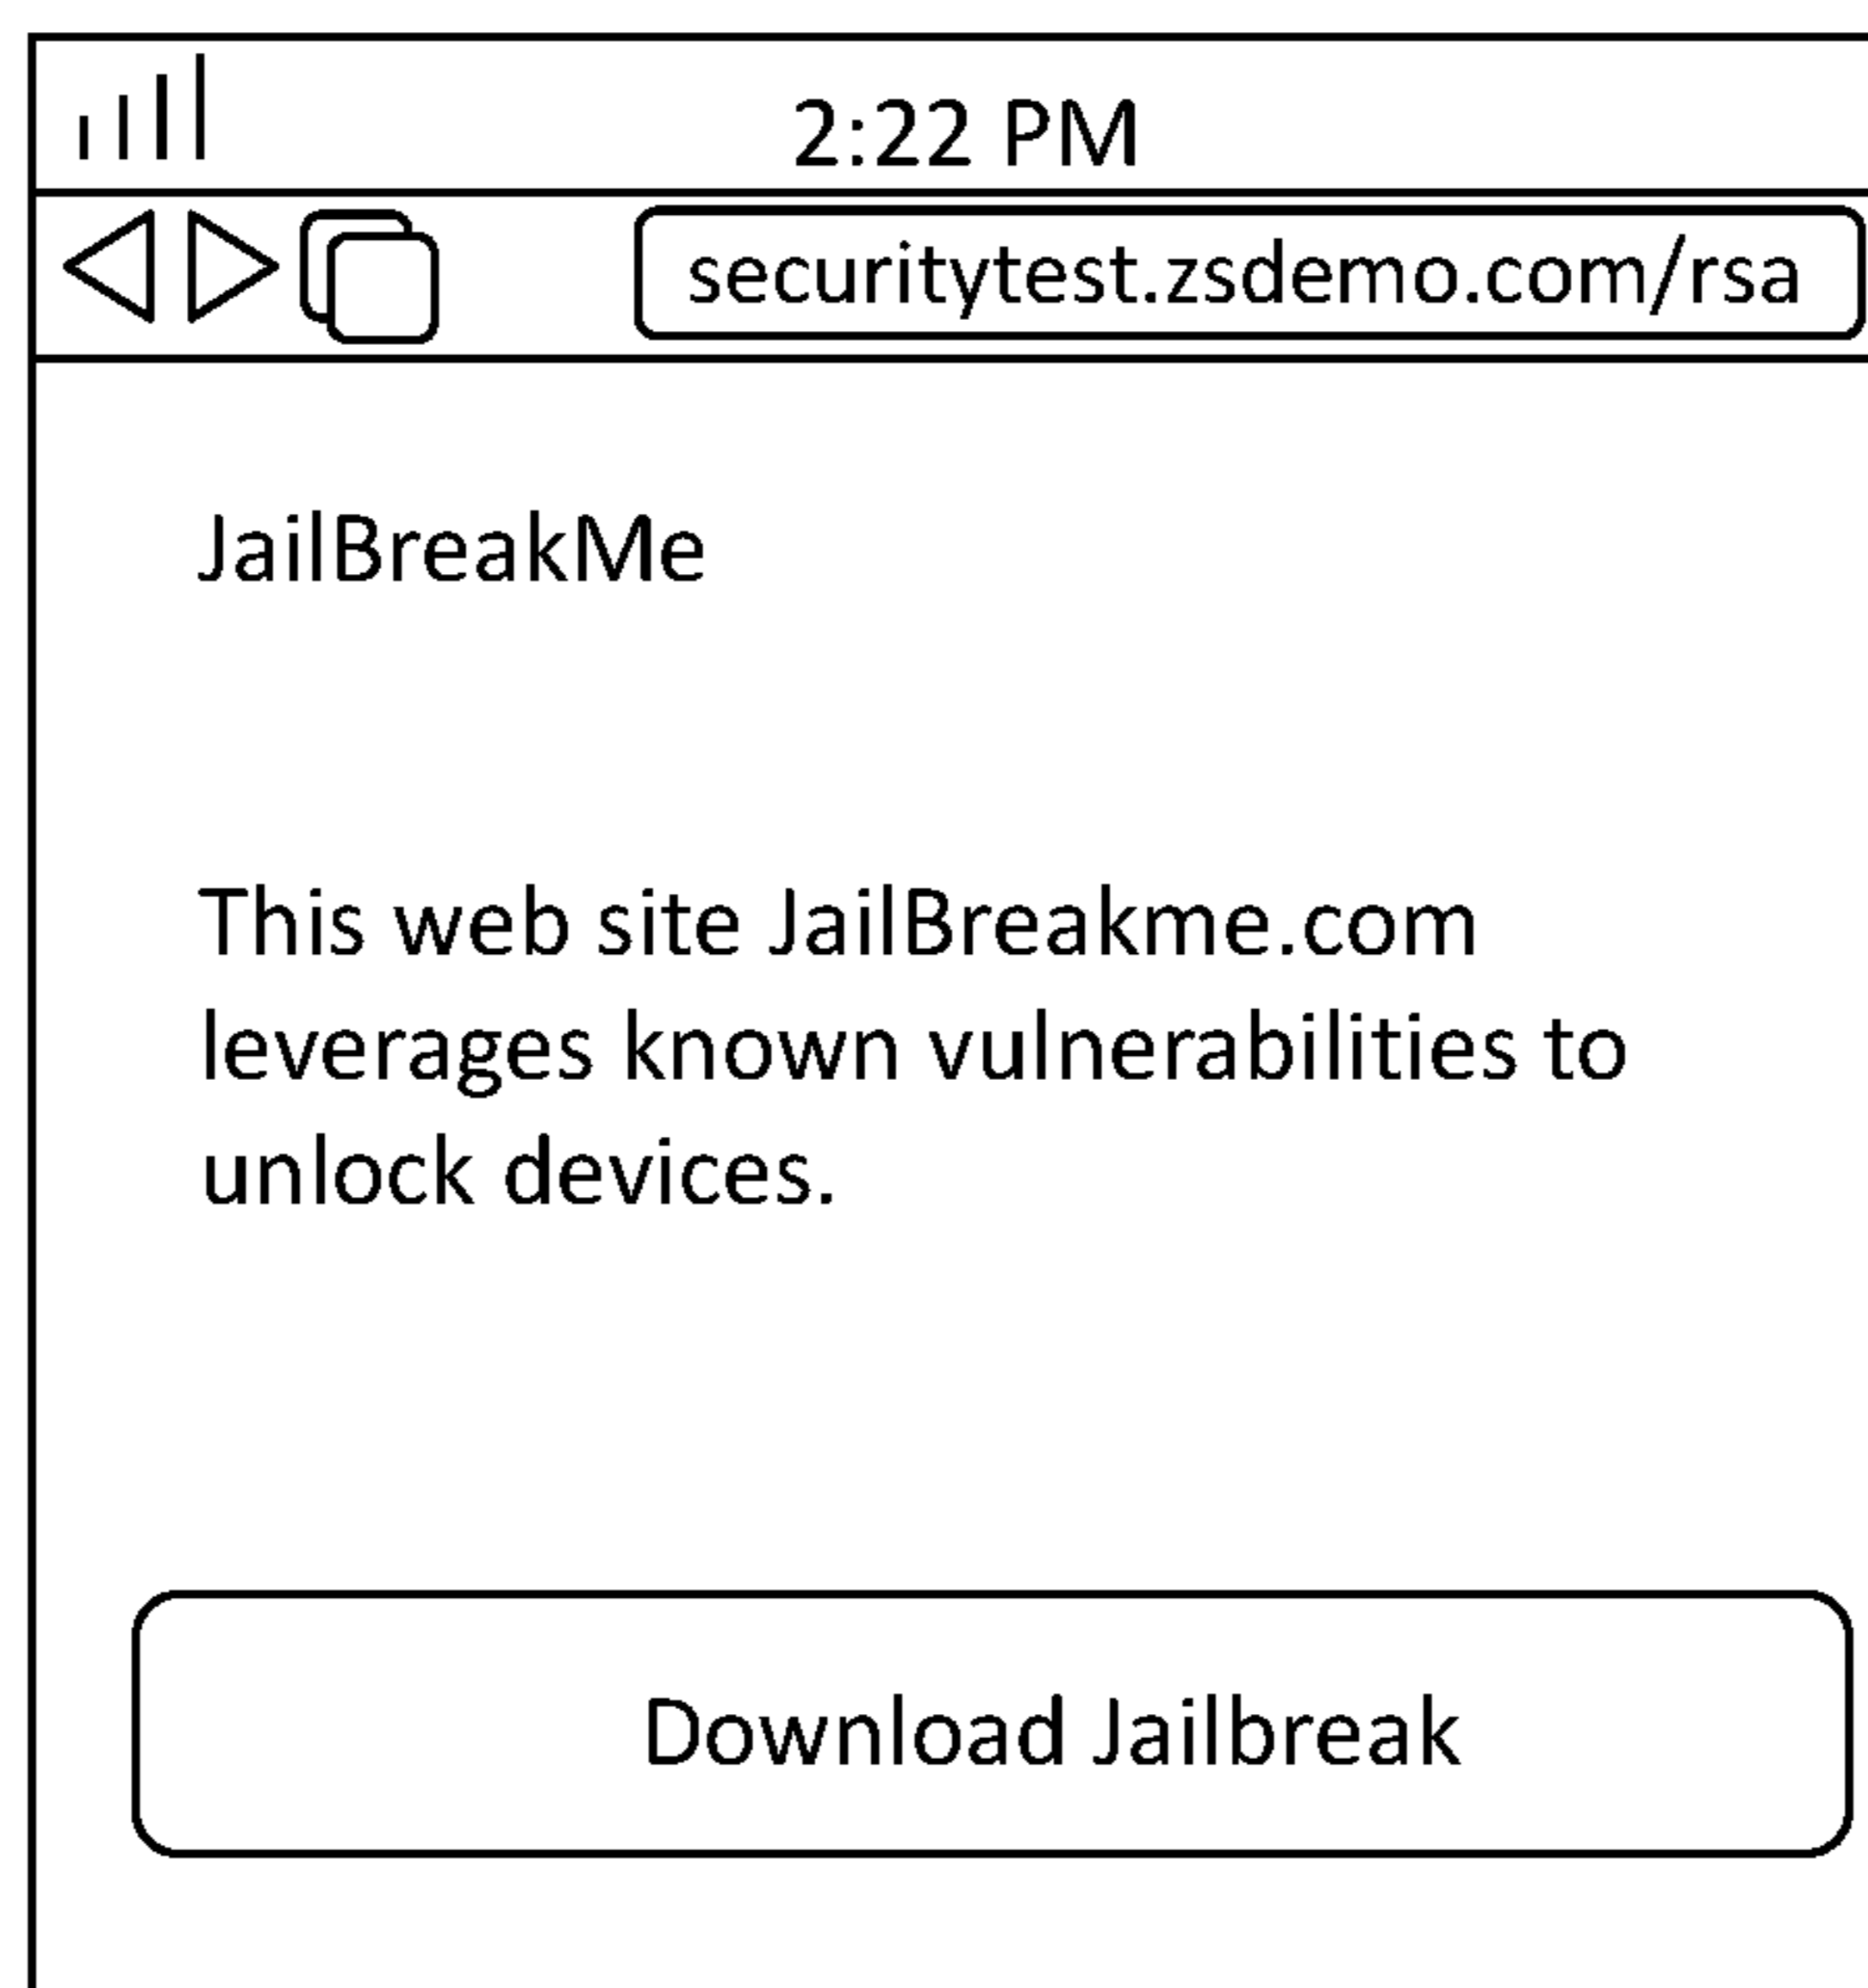 2:22 PM
securitytest.zsdemo.com/rsa
JailBreakMe
This web site JailBreakme.com
leverages known vulnerabilities to
unlock devices.
Download Jailbreak